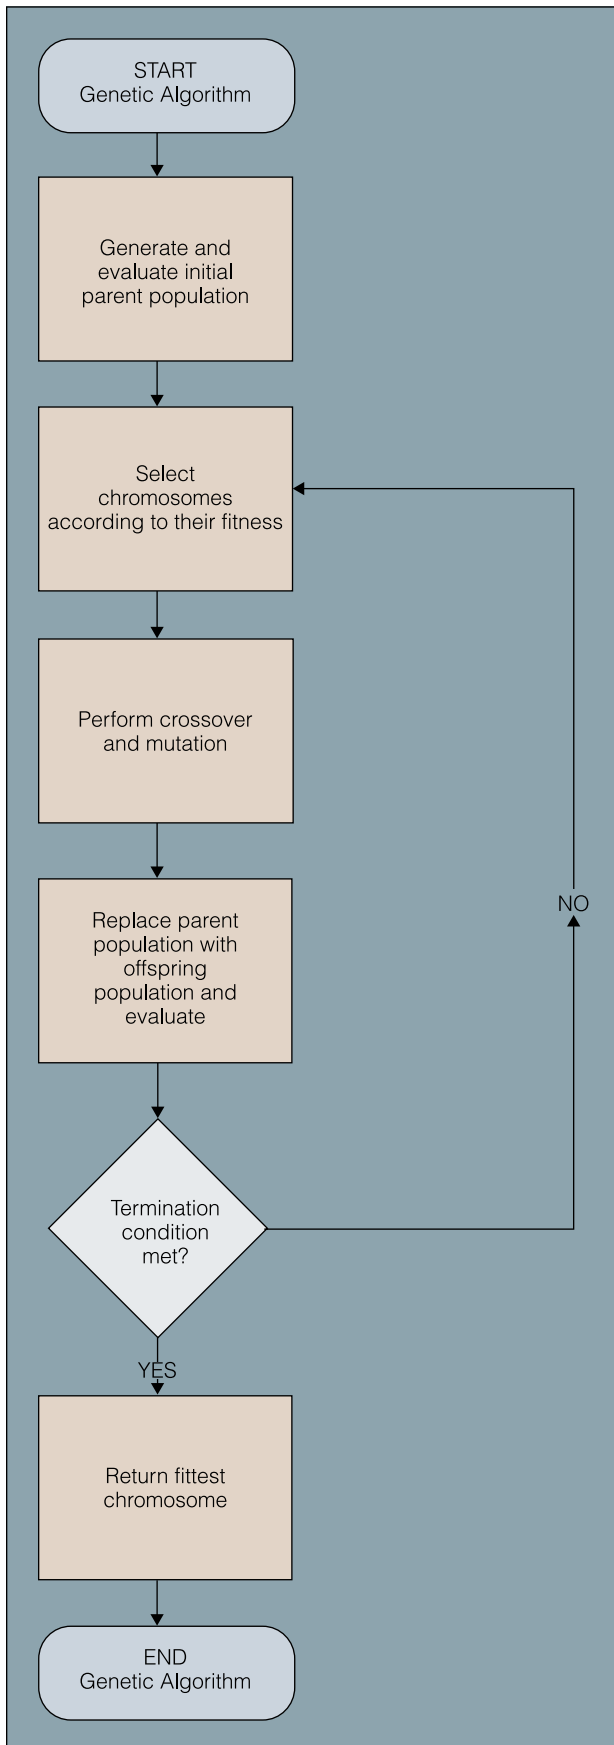 START
Genetic Algorithm
Generate and
evaluate initial
parent population
Select
chromosomes
according to their fitness
Perform crossover
and mutation
Replace parent
population with
offspring
population and
evaluate
NO
Termination
condition
met?
YES
Return fittest
chromosome
END
Genetic Algorithm